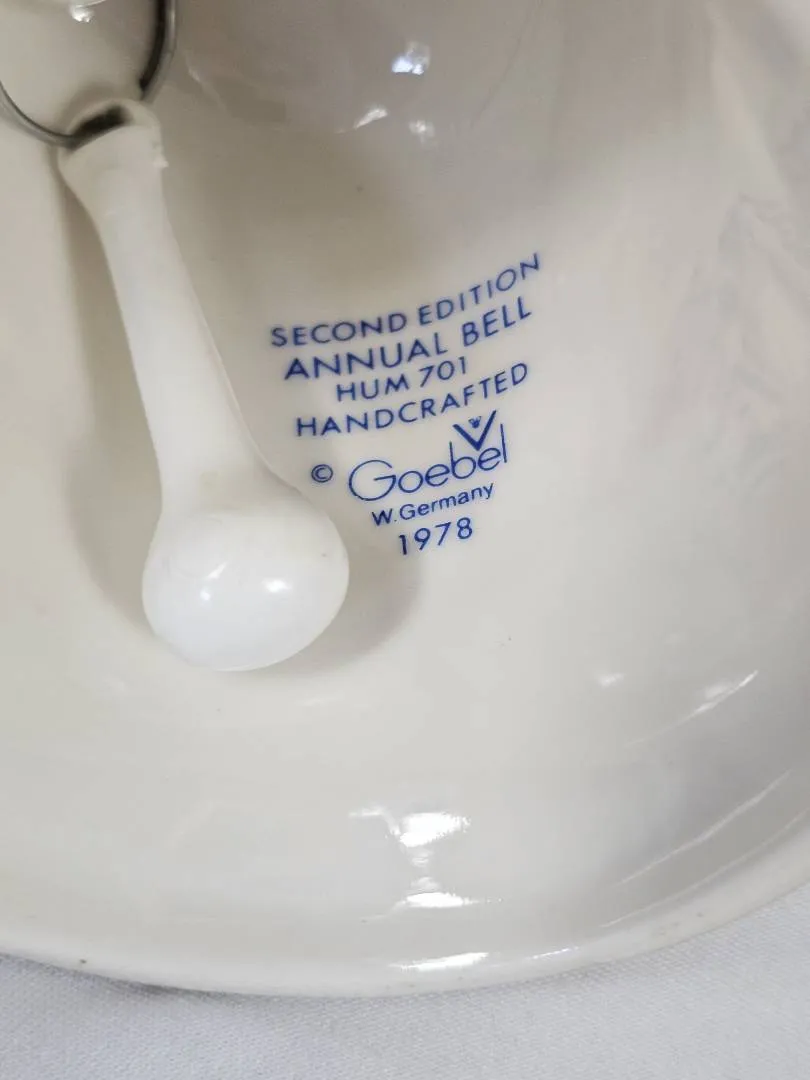 SECOND EDITION
ANNUAL BELL
HUM 701
HANDCRAFTED
© Goebel
W. Germany
1978